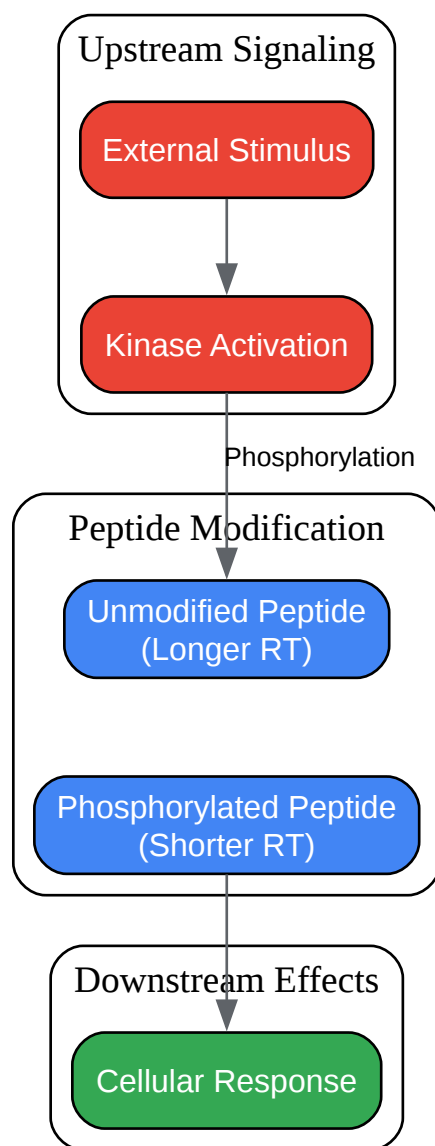 Upstream Signaling
External Stimulus
Kinase Activation
Phosphorylation
Peptide Modification
Unmodified Peptide
(Longer RT)
Phosphorylated Peptide
(Shorter RT)
Downstream Effects
Cellular Response